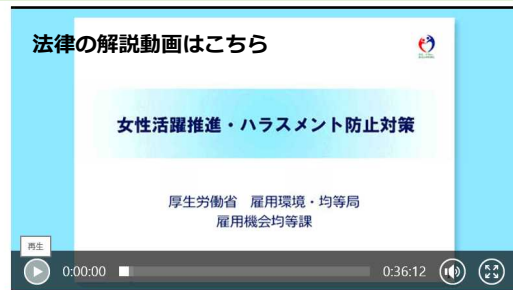 法律の解説動画はこちら
女性活躍推進・ハラスメント防止対策
厚生労働省 雇用環境・均等局
雇用機会均等課
再生
0:00:00
0:36:12